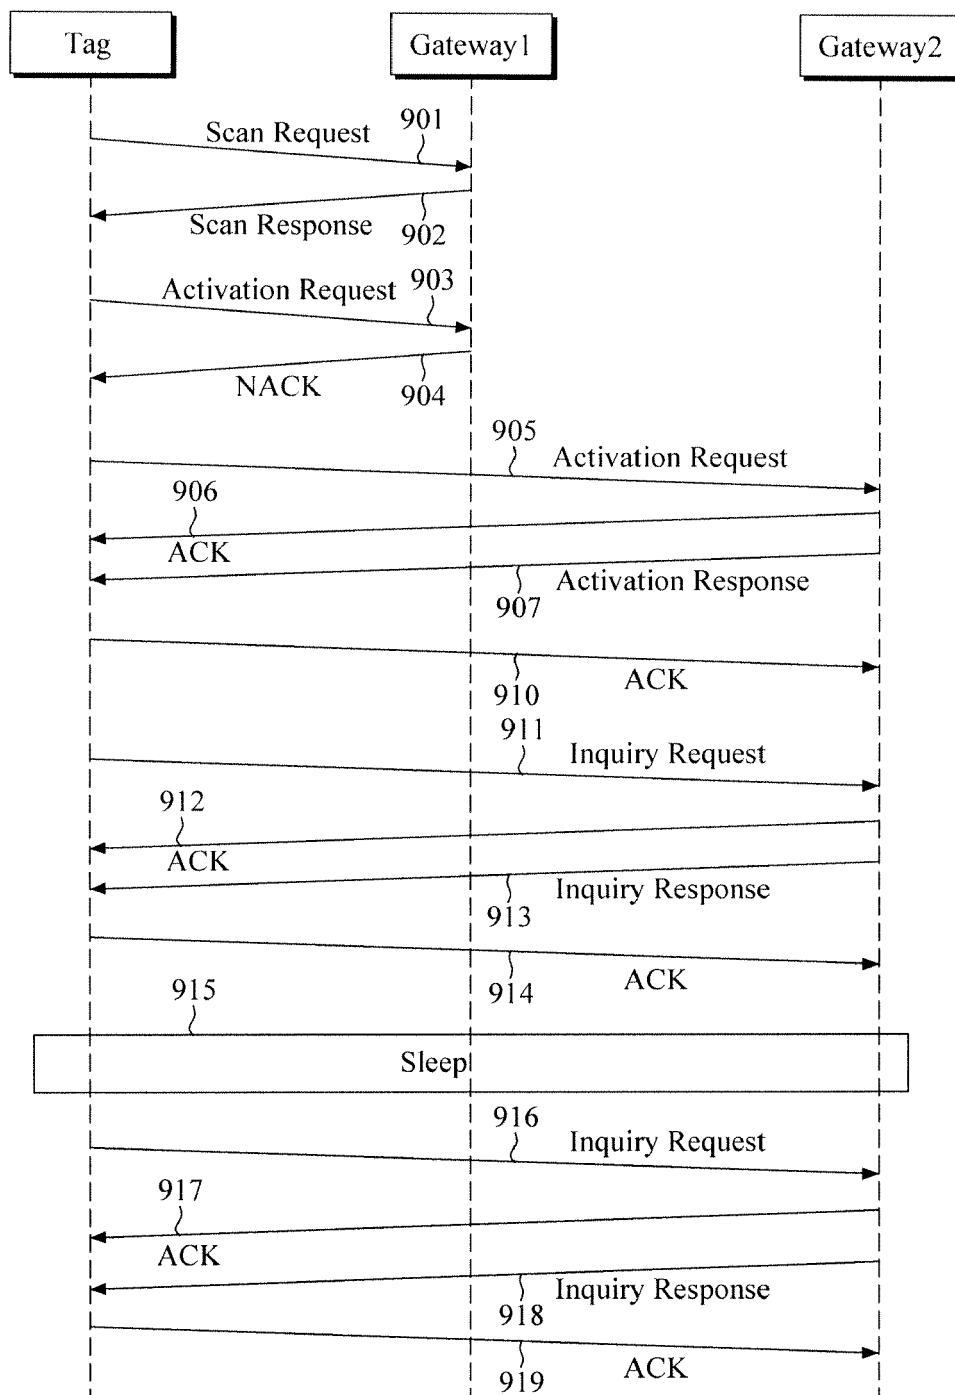 Tag
Gateway1
Gateway2
901
Scan Request
Scan Response
902
903
Activation Request
NACK
904
905
Activation Request
906
ACK
Activation Response
907
ACK
910
911
Inquiry Request
912
ACK
Inquiry Response
913
ACK
914
915
Sleep
916
Inquiry Request
917
ACK
Inquiry Response
918
ACK
919